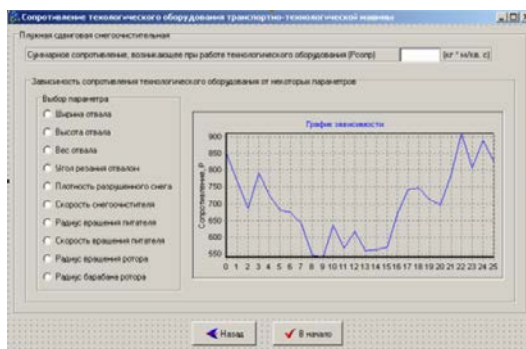 Сопротивление технологического оборудования транспортно-технологической машины
Плужная сдвиговая снегоочистительная
Суммарное сопротивление, возникающее при работе технологического оборудования (Pсопр)
(кг * м/кв. с)
Зависимость сопротивления технологического оборудования от некоторых параметров
Выбор параметра
Ширина отвала
Высота отвала
Вес отвала
Угол резания отвалом
Плотность разрушенного снега
Скорость снегоочистителя
Радиус вращения питателя
Скорость вращения питателя
Радиус вращения ротора
Радиус барабана ротора
График зависимости
Сопротивление, P
900
850
800
750
700
650
600
550
0 1 2 3 4 5 6 7 8 9 10 11 12 13 14 15 16 17 18 19 20 21 22 23 24 25
Назад
В начало